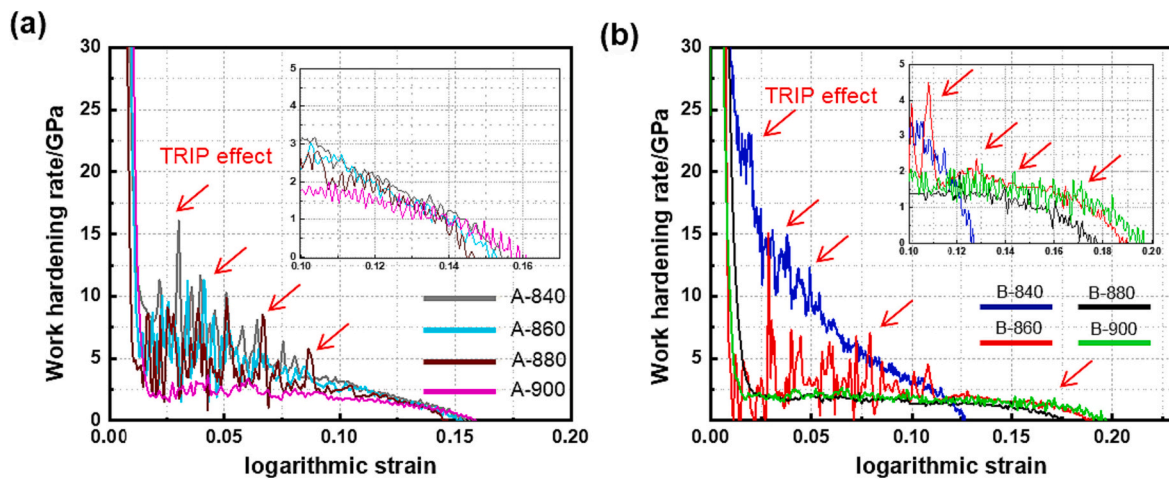 (a)
30
25
20
15
10
5
0
Work hardening rate/GPa
0.00 0.05 0.10 0.15 0.20
logarithmic strain
TRIP effect
5
4
3
2
1
0
0.10 0.12 0.14 0.16
A-840
A-860
A-880
A-900
(b)
30
25
20
15
10
5
0
Work hardening rate/GPa
0.00 0.05 0.10 0.15 0.20
logarithmic strain
TRIP effect
5
4
3
2
1
0
0.10 0.12 0.14 0.16 0.18 0.20
B-840 B-880
B-860 B-900